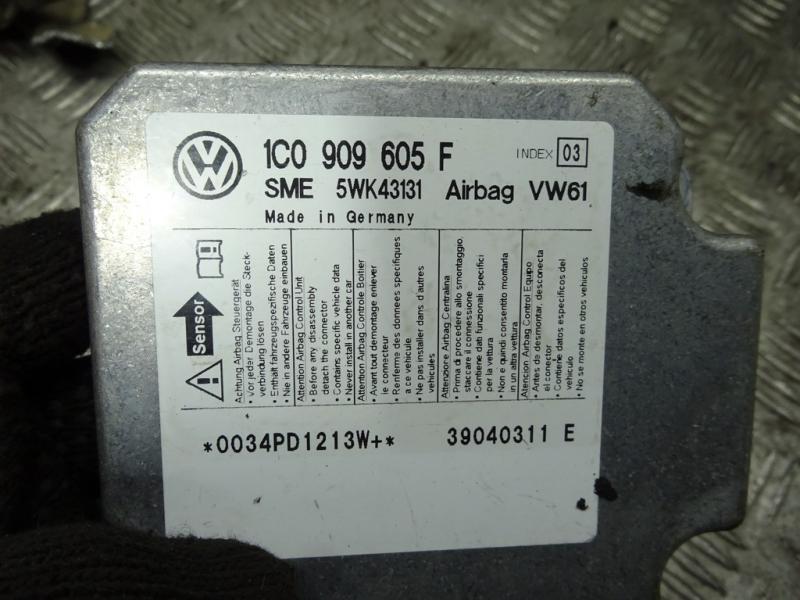 1C0 909 605 F INDEX 03
SME 5WK43131 Airbag VW61
Made in Germany
Sensor
Achtung Airbag Steuergerät
• vor jeder Demontage die Steck-
verbindung lösen
• Enthält fahrzeugspezifische Daten
• Nie in andere Fahrzeuge einbauen
Attention Airbag Control Unit
• Before any disassembly
detach the connector
• Contains specific vehicle data
• Never install in another car
Attention Airbag Controle Boitier
• Avant tout demontage enlever
le connecteur
• Renferme des donnees specifiques
a ce vehicule
• Ne pas installer dans d'autres
vehicules
Attenzione Airbag Centralina
• Prima di procedere allo smontaggio
staccare il connessione
• Contiene dati funzionali specifici
per la vettura
• Non e quindi consentito montarla
in un altra vettura
Atencion Airbag Control Equipo
• Antes de desmontar, desconecta
el conector
• Contiene datos especificos del
vehiculo
• No se monte en otros vehiculos
*0034PD1213W+* 39040311 E